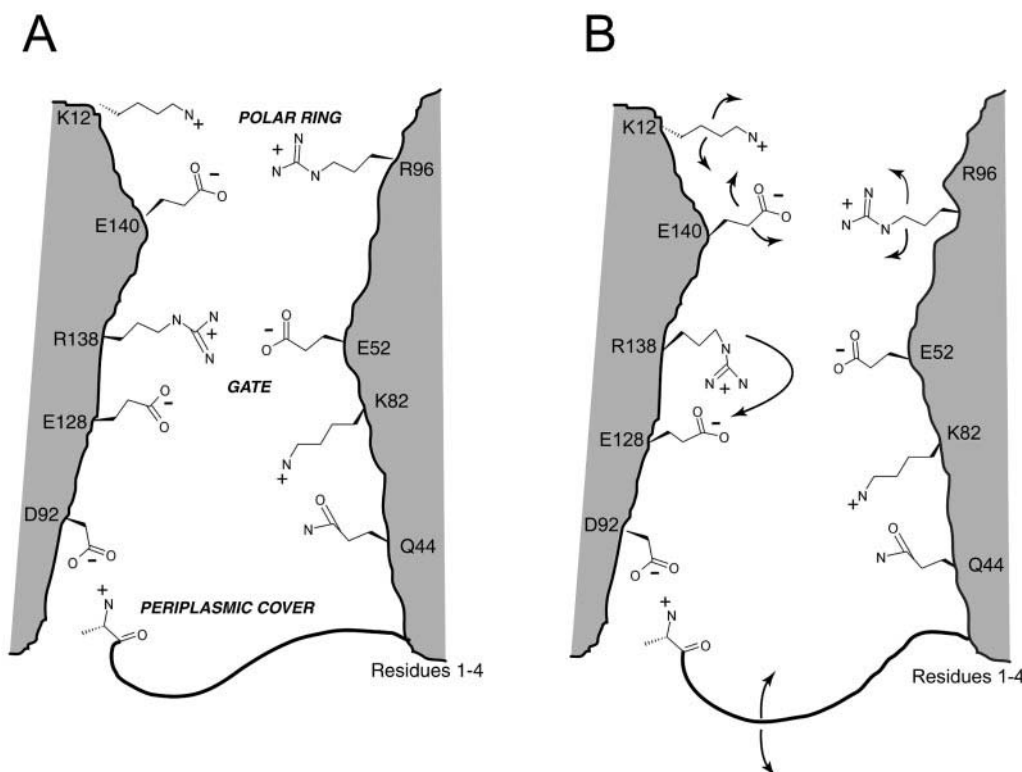 A
K12
N
+
POLAR RING
+
N
N
N
R96
O
−
O
E140
R138
N
N
+
N
−
O
O
E52
GATE
E128
O
−
O
K82
N
+
D92
O
−
O
O
N
Q44
+
N
O
PERIPLASMIC COVER
Residues 1-4
B
K12
N
+
R96
O
−
O
E140
+
N
N
N
R138
N
N
N
+
O
−
O
E52
E128
O
−
O
K82
N
+
D92
O
−
O
O
N
Q44
+
N
O
Residues 1-4